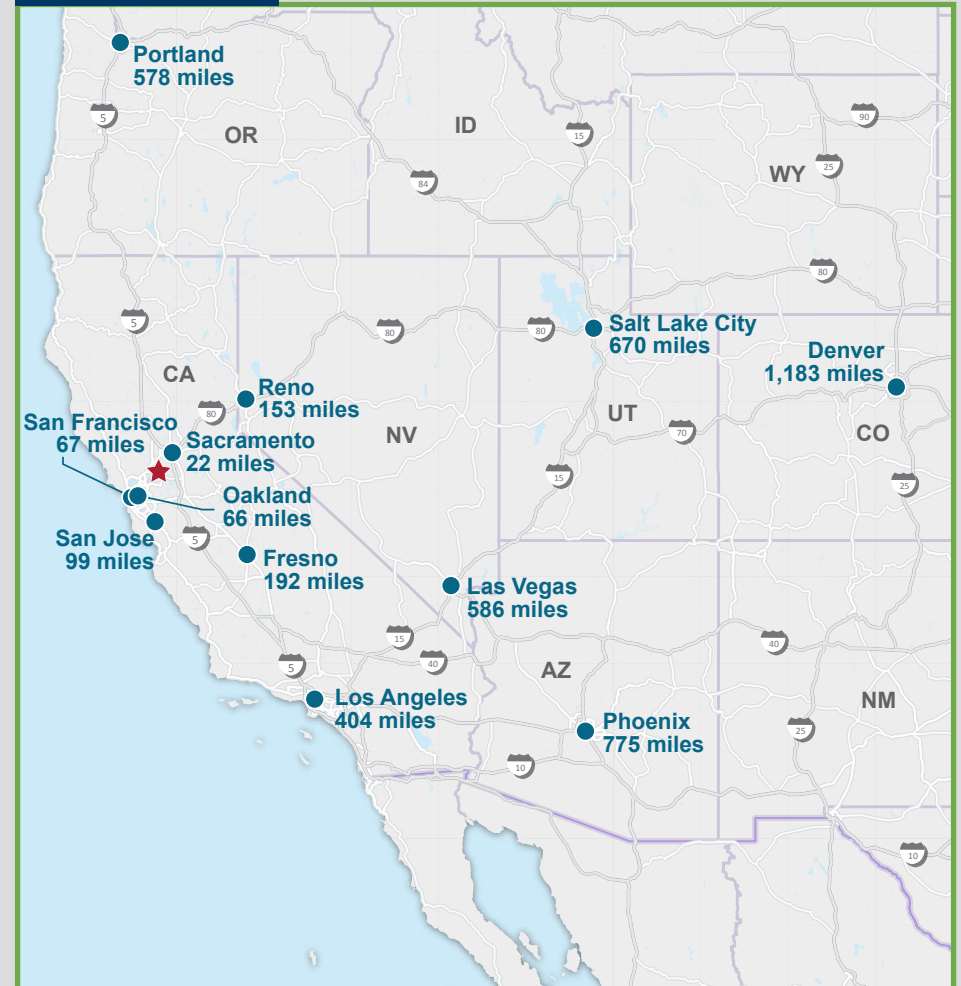 Portland
578 miles
5
OR
ID
15
90
WY
25
84
80
5
80
80
Salt Lake City
670 miles
Denver
1,183 miles
CA
Reno
153 miles
80
UT
70
CO
NV
San Francisco
67 miles
Sacramento
22 miles
15
25
Oakland
66 miles
San Jose
99 miles
5
Fresno
192 miles
Las Vegas
586 miles
15
40
40
5
AZ
NM
Los Angeles
404 miles
Phoenix
775 miles
25
10
10